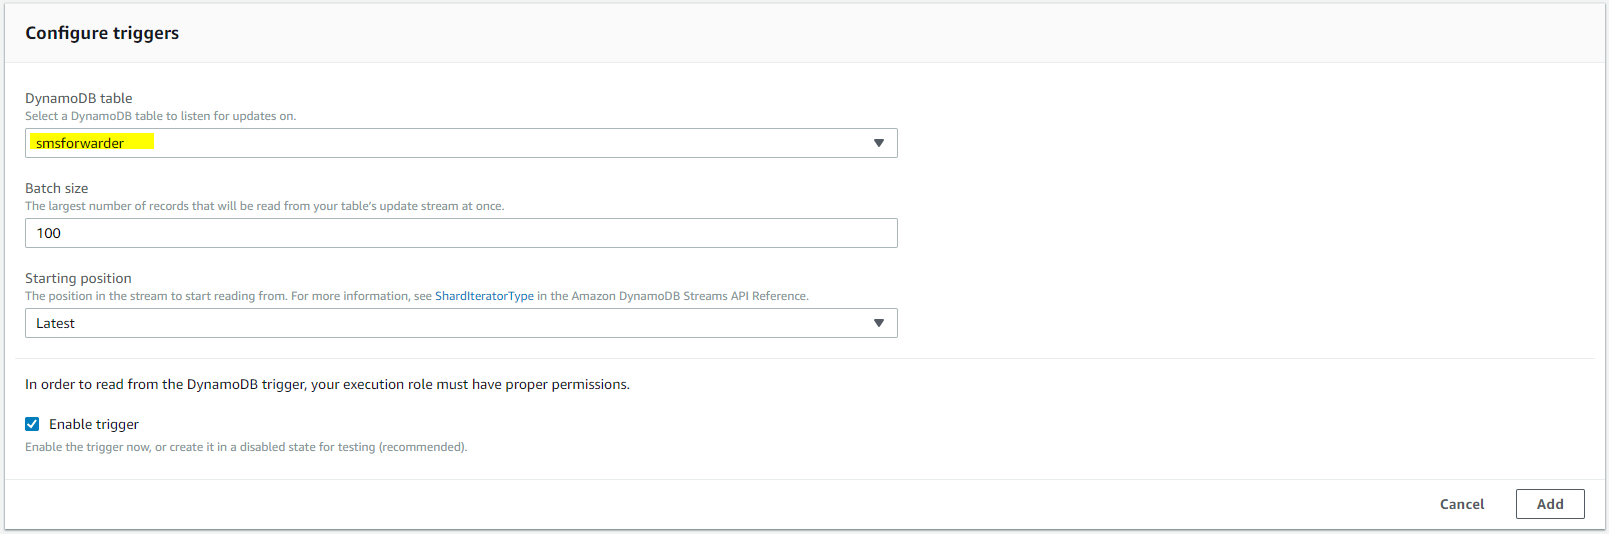 Configure triggers
DynamoDB table
Select a DynamoDB table to listen for updates on.
smsforwarder
Batch size
The largest number of records that will be read from your table's update stream at once.
100
Starting position
The position in the stream to start reading from. For more information, see ShardIteratorType in the Amazon DynamoDB Streams API Reference.
Latest
In order to read from the DynamoDB trigger, your execution role must have proper permissions.
Enable trigger
Enable the trigger now, or create it in a disabled state for testing (recommended).
Cancel Add